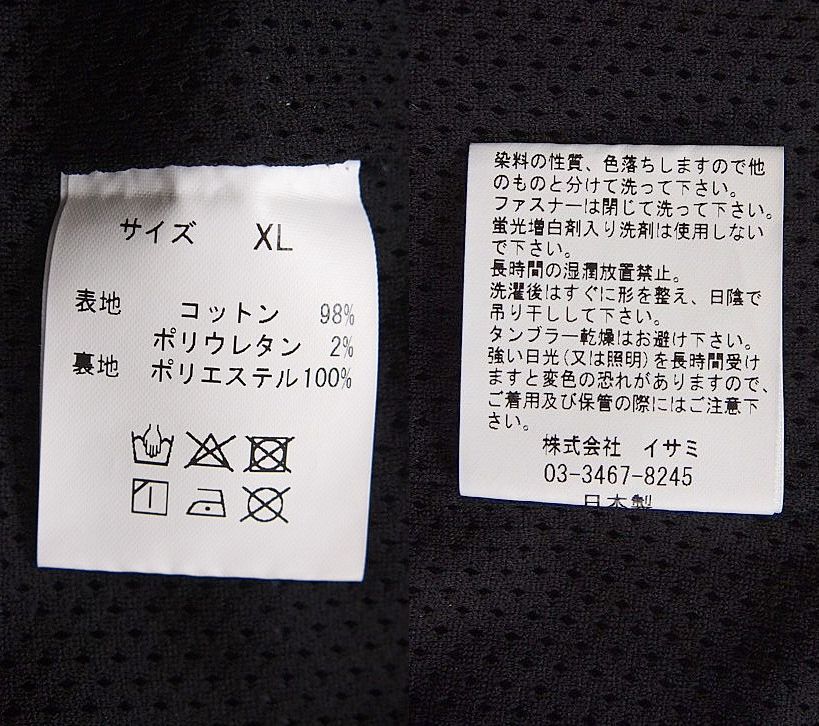 サイズ XL
表地 コットン 98%
ポリウレタン 2%
裏地 ポリエステル100%
染料の性質、色落ちしますので他
のものと分けて洗って下さい。
ファスナーは閉じて洗って下さい。
蛍光増白剤入り洗剤は使用しない
で下さい。
長時間の湿潤放置禁止。
洗濯後はすぐに形を整え、日陰で
吊り干しして下さい。
タンブラー乾燥はお避け下さい。
強い日光(又は照明)を長時間受け
ますと変色の恐れがありますので、
ご着用及び保管の際にはご注意下
さい。
株式会社 イサミ
03-3467-8245
日本製